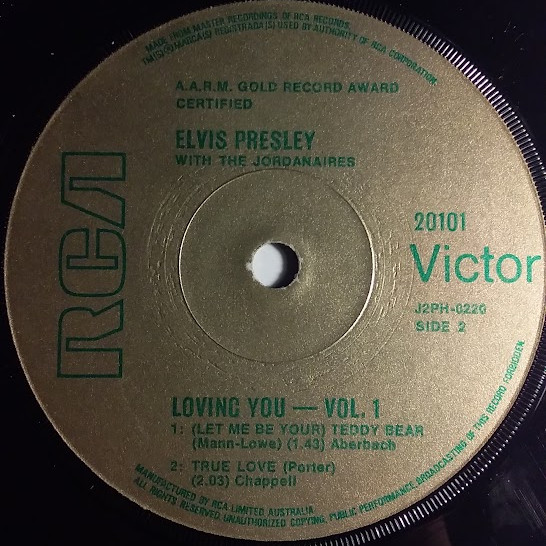 MADE FROM MASTER RECORDINGS OF RCA RECORDS.
TM(S)(R) MARCA(S) REGISTRADA(S) USED BY AUTHORITY OF RCA CORPORATION.
A.A.R.M. GOLD RECORD AWARD
CERTIFIED
ELVIS PRESLEY
WITH THE JORDANAIRES
RCA
20101
Victor
J2PH-0220
SIDE 2
LOVING YOU — VOL. 1
1: (LET ME BE YOUR) TEDDY BEAR
(Mann-Lowe) (1.43) Aberbach
2: TRUE LOVE (Porter)
(2.03) Chappell
MANUFACTURED BY RCA LIMITED AUSTRALIA
ALL RIGHTS RESERVED. UNAUTHORIZED COPYING, PUBLIC PERFORMANCE, BROADCASTING OF THIS RECORD FORBIDDEN